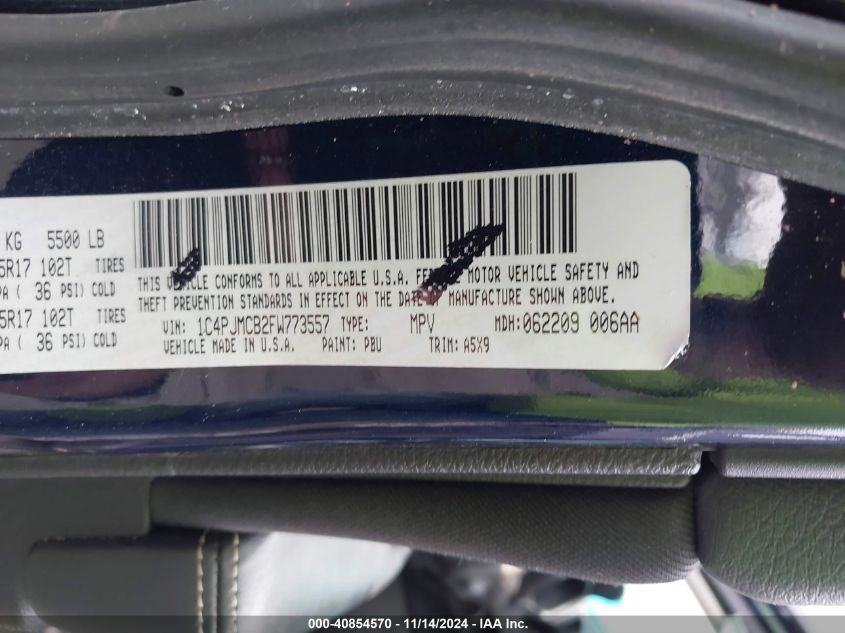 KG 5500 LB
5R17 102T TIRES
PA ( 36 PSI) COLD
5R17 102T TIRES
PA ( 36 PSI) COLD
THIS VEHICLE CONFORMS TO ALL APPLICABLE U.S.A. MOTOR VEHICLE SAFETY AND
THEFT PREVENTION STANDARDS IN EFFECT ON THE DATE MANUFACTURE SHOWN ABOVE.
VIN: 1C4PJMCB2FW773557 TYPE: MPV MDH:062209 006AA
VEHICLE MADE IN U.S.A. PAINT: PBU TRIM: A5X9
000-40854570 - 11/14/2024 - IAA Inc.